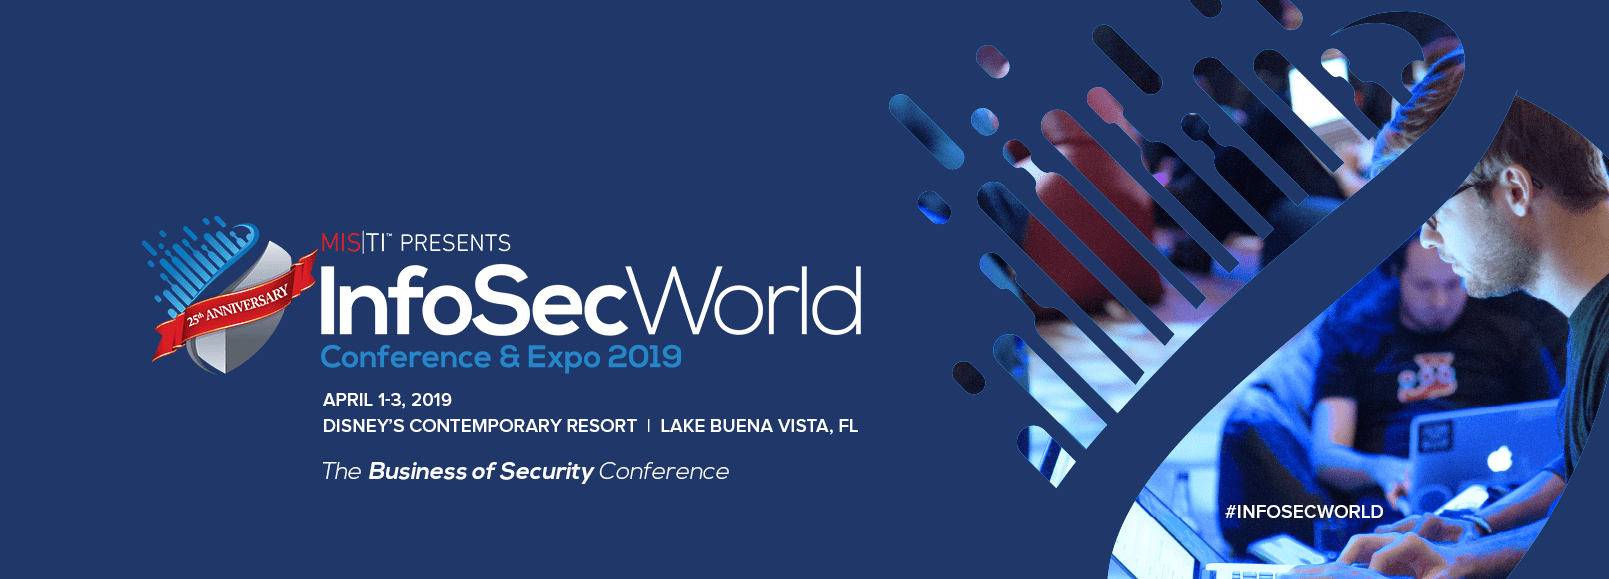 MIS|TI™ PRESENTS
InfoSecWorld
Conference & Expo 2019
25th ANNIVERSARY
APRIL 1-3, 2019
DISNEY'S CONTEMPORARY RESORT | LAKE BUENA VISTA, FL
The Business of Security Conference
#INFOSECWORLD